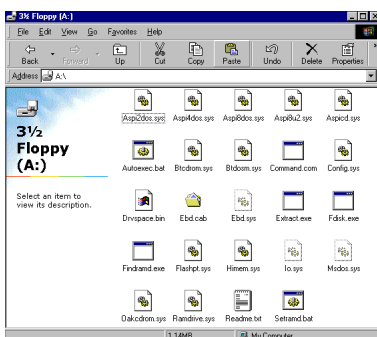 3½ Floppy (A:)
File Edit View Go Favorites Help
Back Forward Up Cut Copy Paste Undo Delete Properties
Address A:\
3½
Floppy
(A:)
Select an item to
view its description.
Aspi2dos.sys Aspi4dos.sys Aspi8dos.sys Aspi8u2.sys Aspicd.sys
Autoexec.bat Btcdrom.sys Btdosm.sys Command.com Config.sys
Drvspace.bin Ebd.cab Ebd.sys Extract.exe Fdisk.exe
Findramd.exe Flashpt.sys Himem.sys Io.sys Msdos.sys
Oakcdrom.sys Ramdrive.sys Readme.txt Setramd.bat
1.14MB My Computer